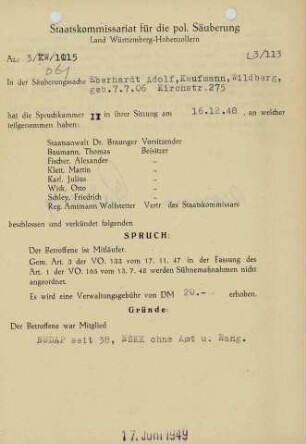 Staatskommissariat für die pol. Säuberung
Land Württemberg-Hohenzollern
Az: 3/KW/1015
L3/113
061
In der Säuberungssache Eberhardt Adolf, Kaufmann, Wildberg,
geb.7.7.06 Kirchstr.275
hat die Spruchkammer II in ihrer Sitzung am 16.12.48, an welcher
teilgenommen haben:
Staatsanwalt Dr. Braunger Vorsitzender
Baumann, Thomas Beisitzer
Fischer, Alexander "
Klett, Martin "
Karl, Julius "
Wick, Otto "
Schley, Friedrich "
Reg. Amtmann Wollstetter Vertr. des Staatskommissars
beschlossen und verkündet folgenden
SPRUCH:
Der Betroffene ist Mitläufer.
Gem. Art. 3 der VO. 133 vom 17. 11. 47 in der Fassung des
Art. 1 der VO. 165 vom 13. 7. 48 werden Sühnemaßnahmen nicht
angeordnet.
Es wird eine Verwaltungsgebühr von DM 20.-- erhoben.
Gründe:
Der Betroffene war Mitglied
NSDAP seit 38, NSKK ohne Amt u. Rang.
17. Juni 1949